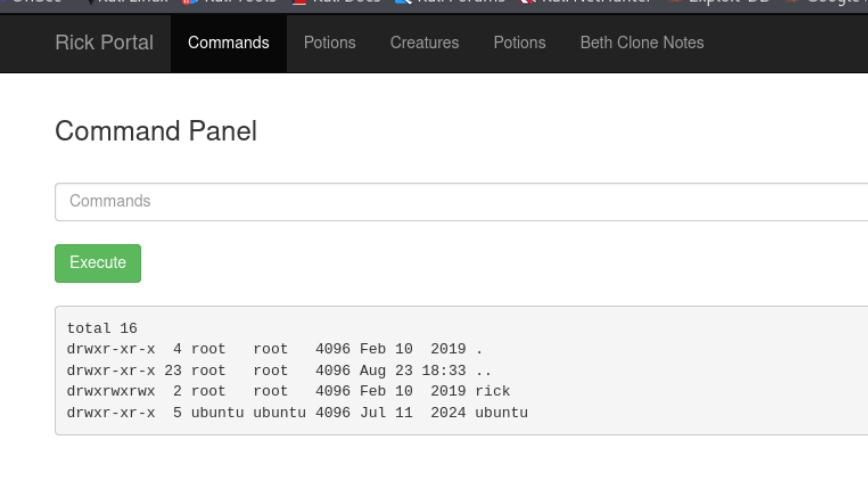 Rick Portal Commands Potions Creatures Potions Beth Clone Notes
Command Panel
Commands
Execute
total 16
drwxr-xr-x  4 root   root   4096 Feb 10  2019 .
drwxr-xr-x 23 root   root   4096 Aug 23 18:33 ..
drwxrwxrwx  2 root   root   4096 Feb 10  2019 rick
drwxr-xr-x  5 ubuntu ubuntu 4096 Jul 11  2024 ubuntu